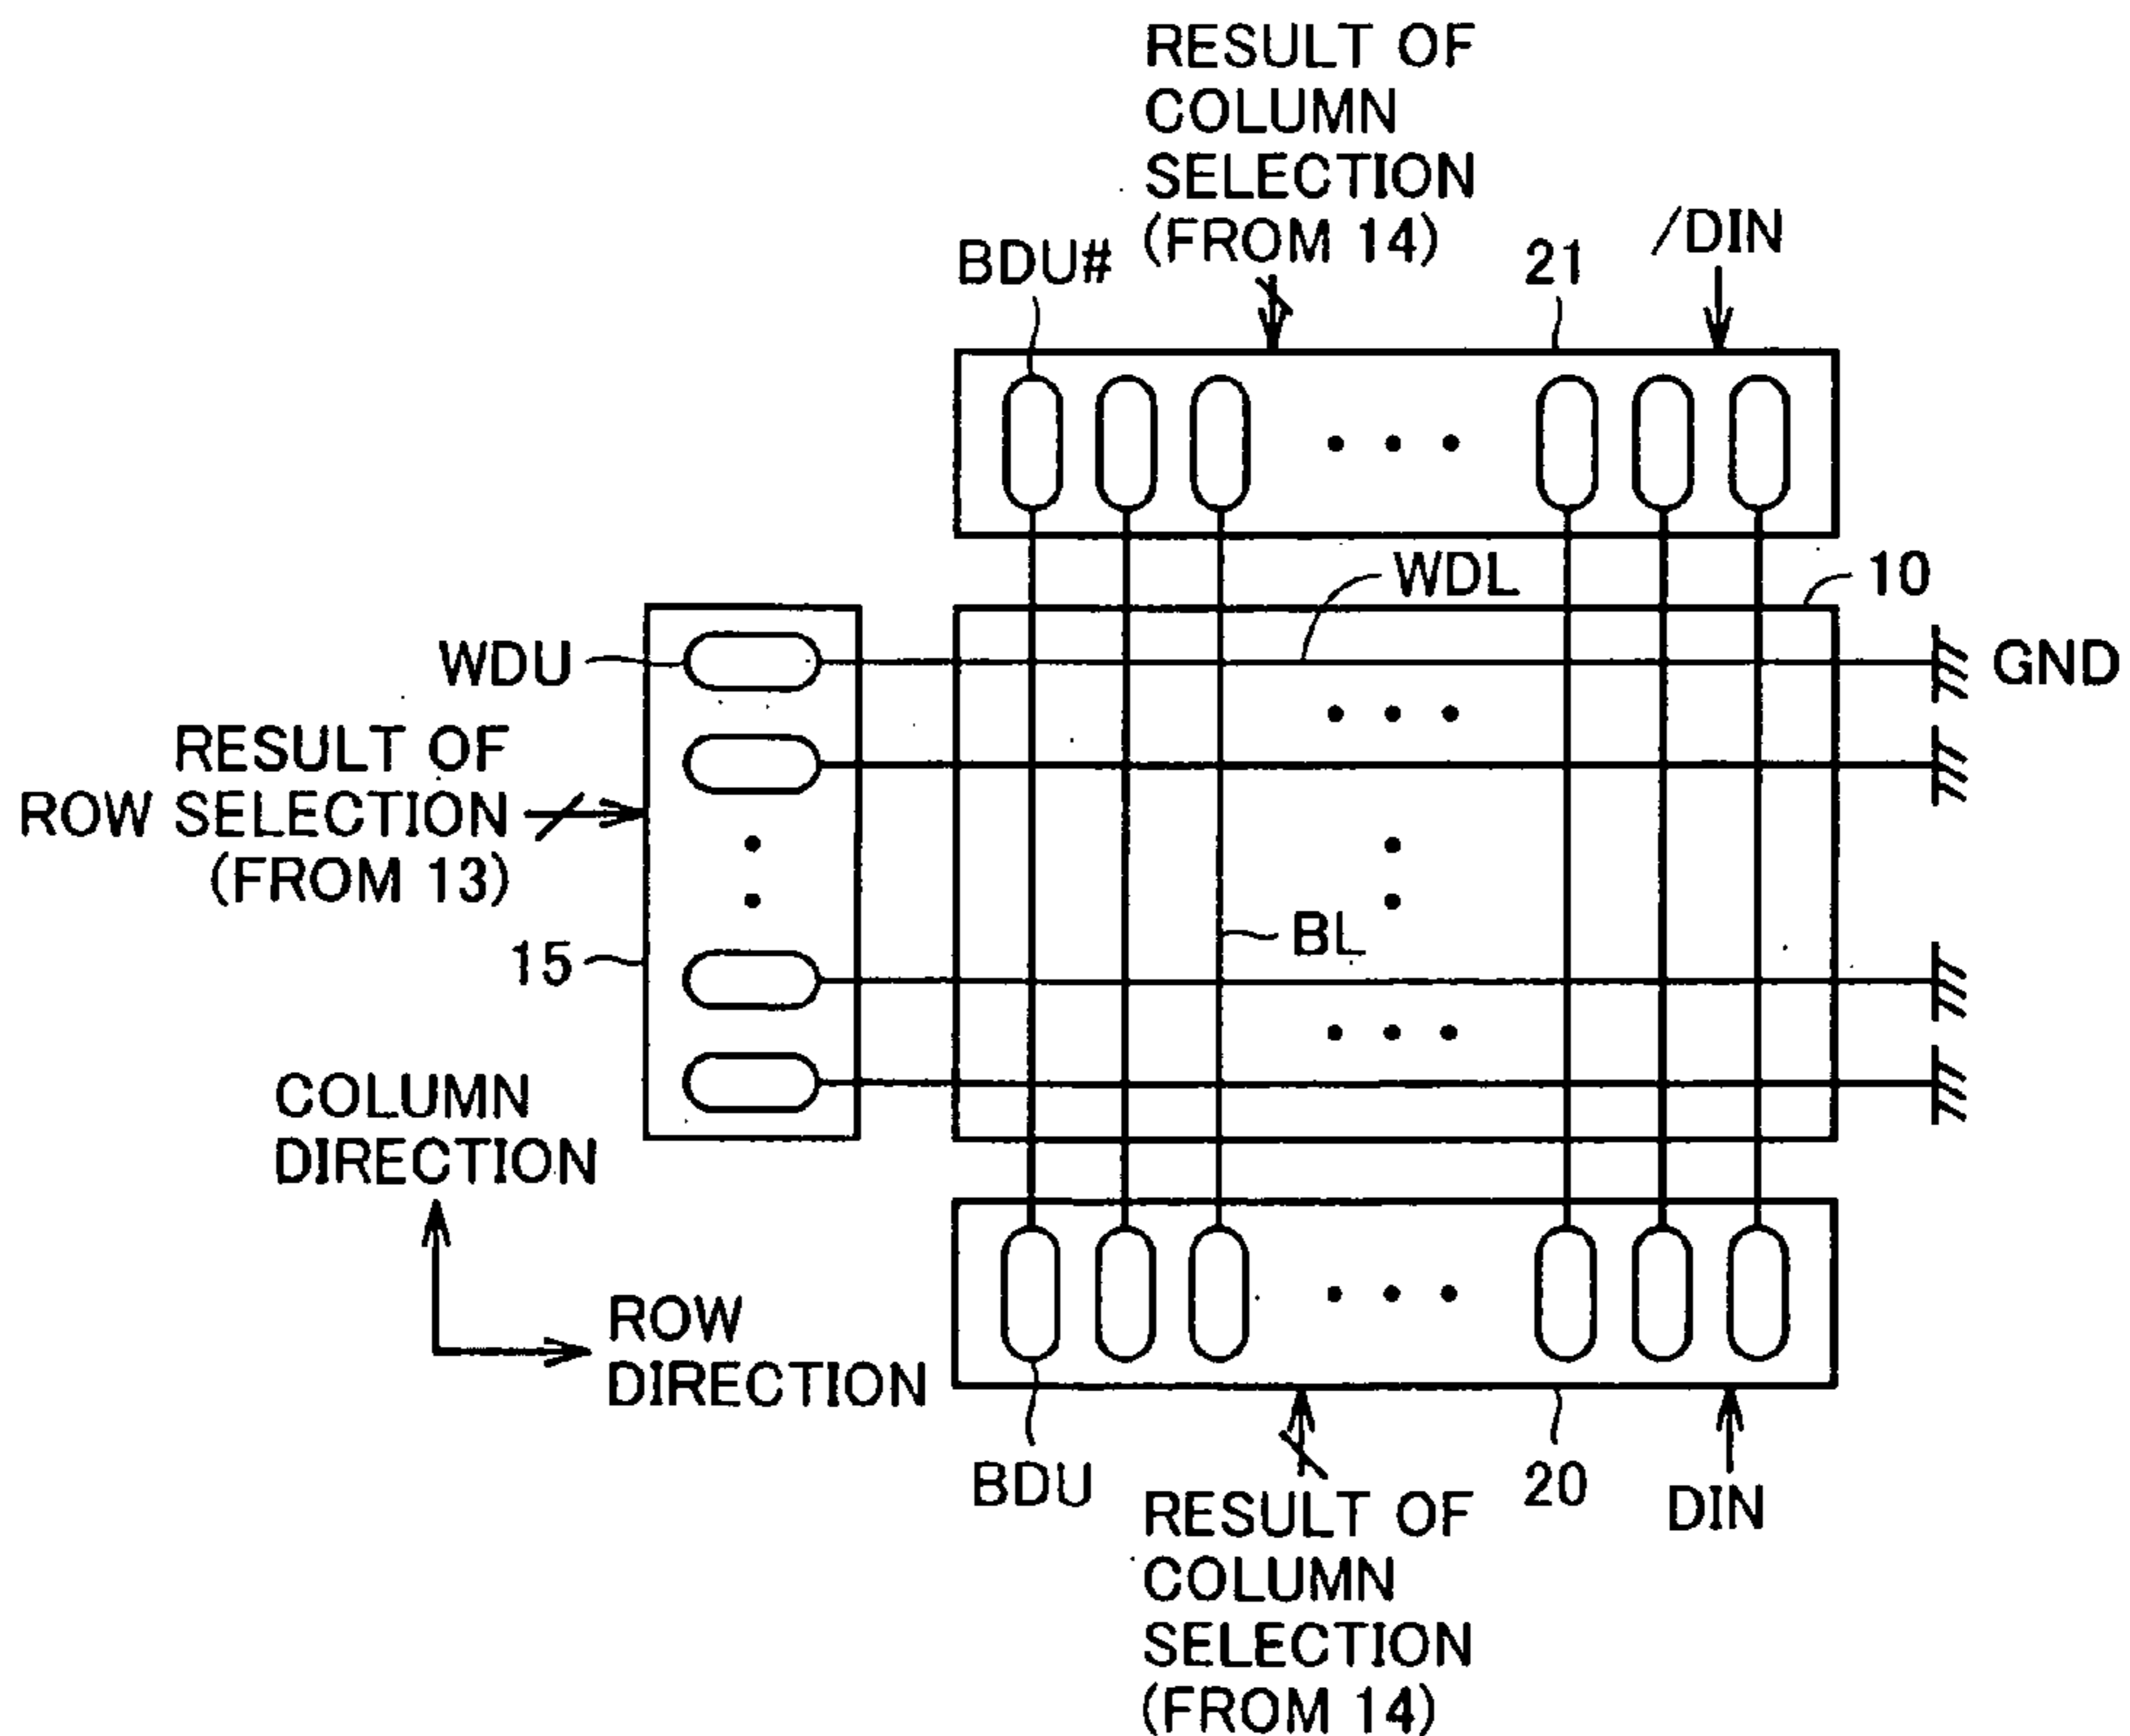 RESULT OF
COLUMN
SELECTION
(FROM 14)
/DIN
BDU#
21
WDL
10
WDU
GND
RESULT OF
ROW SELECTION
(FROM 13)
BL
15
COLUMN
DIRECTION
ROW
DIRECTION
BDU
20
DIN
RESULT OF
COLUMN
SELECTION
(FROM 14)